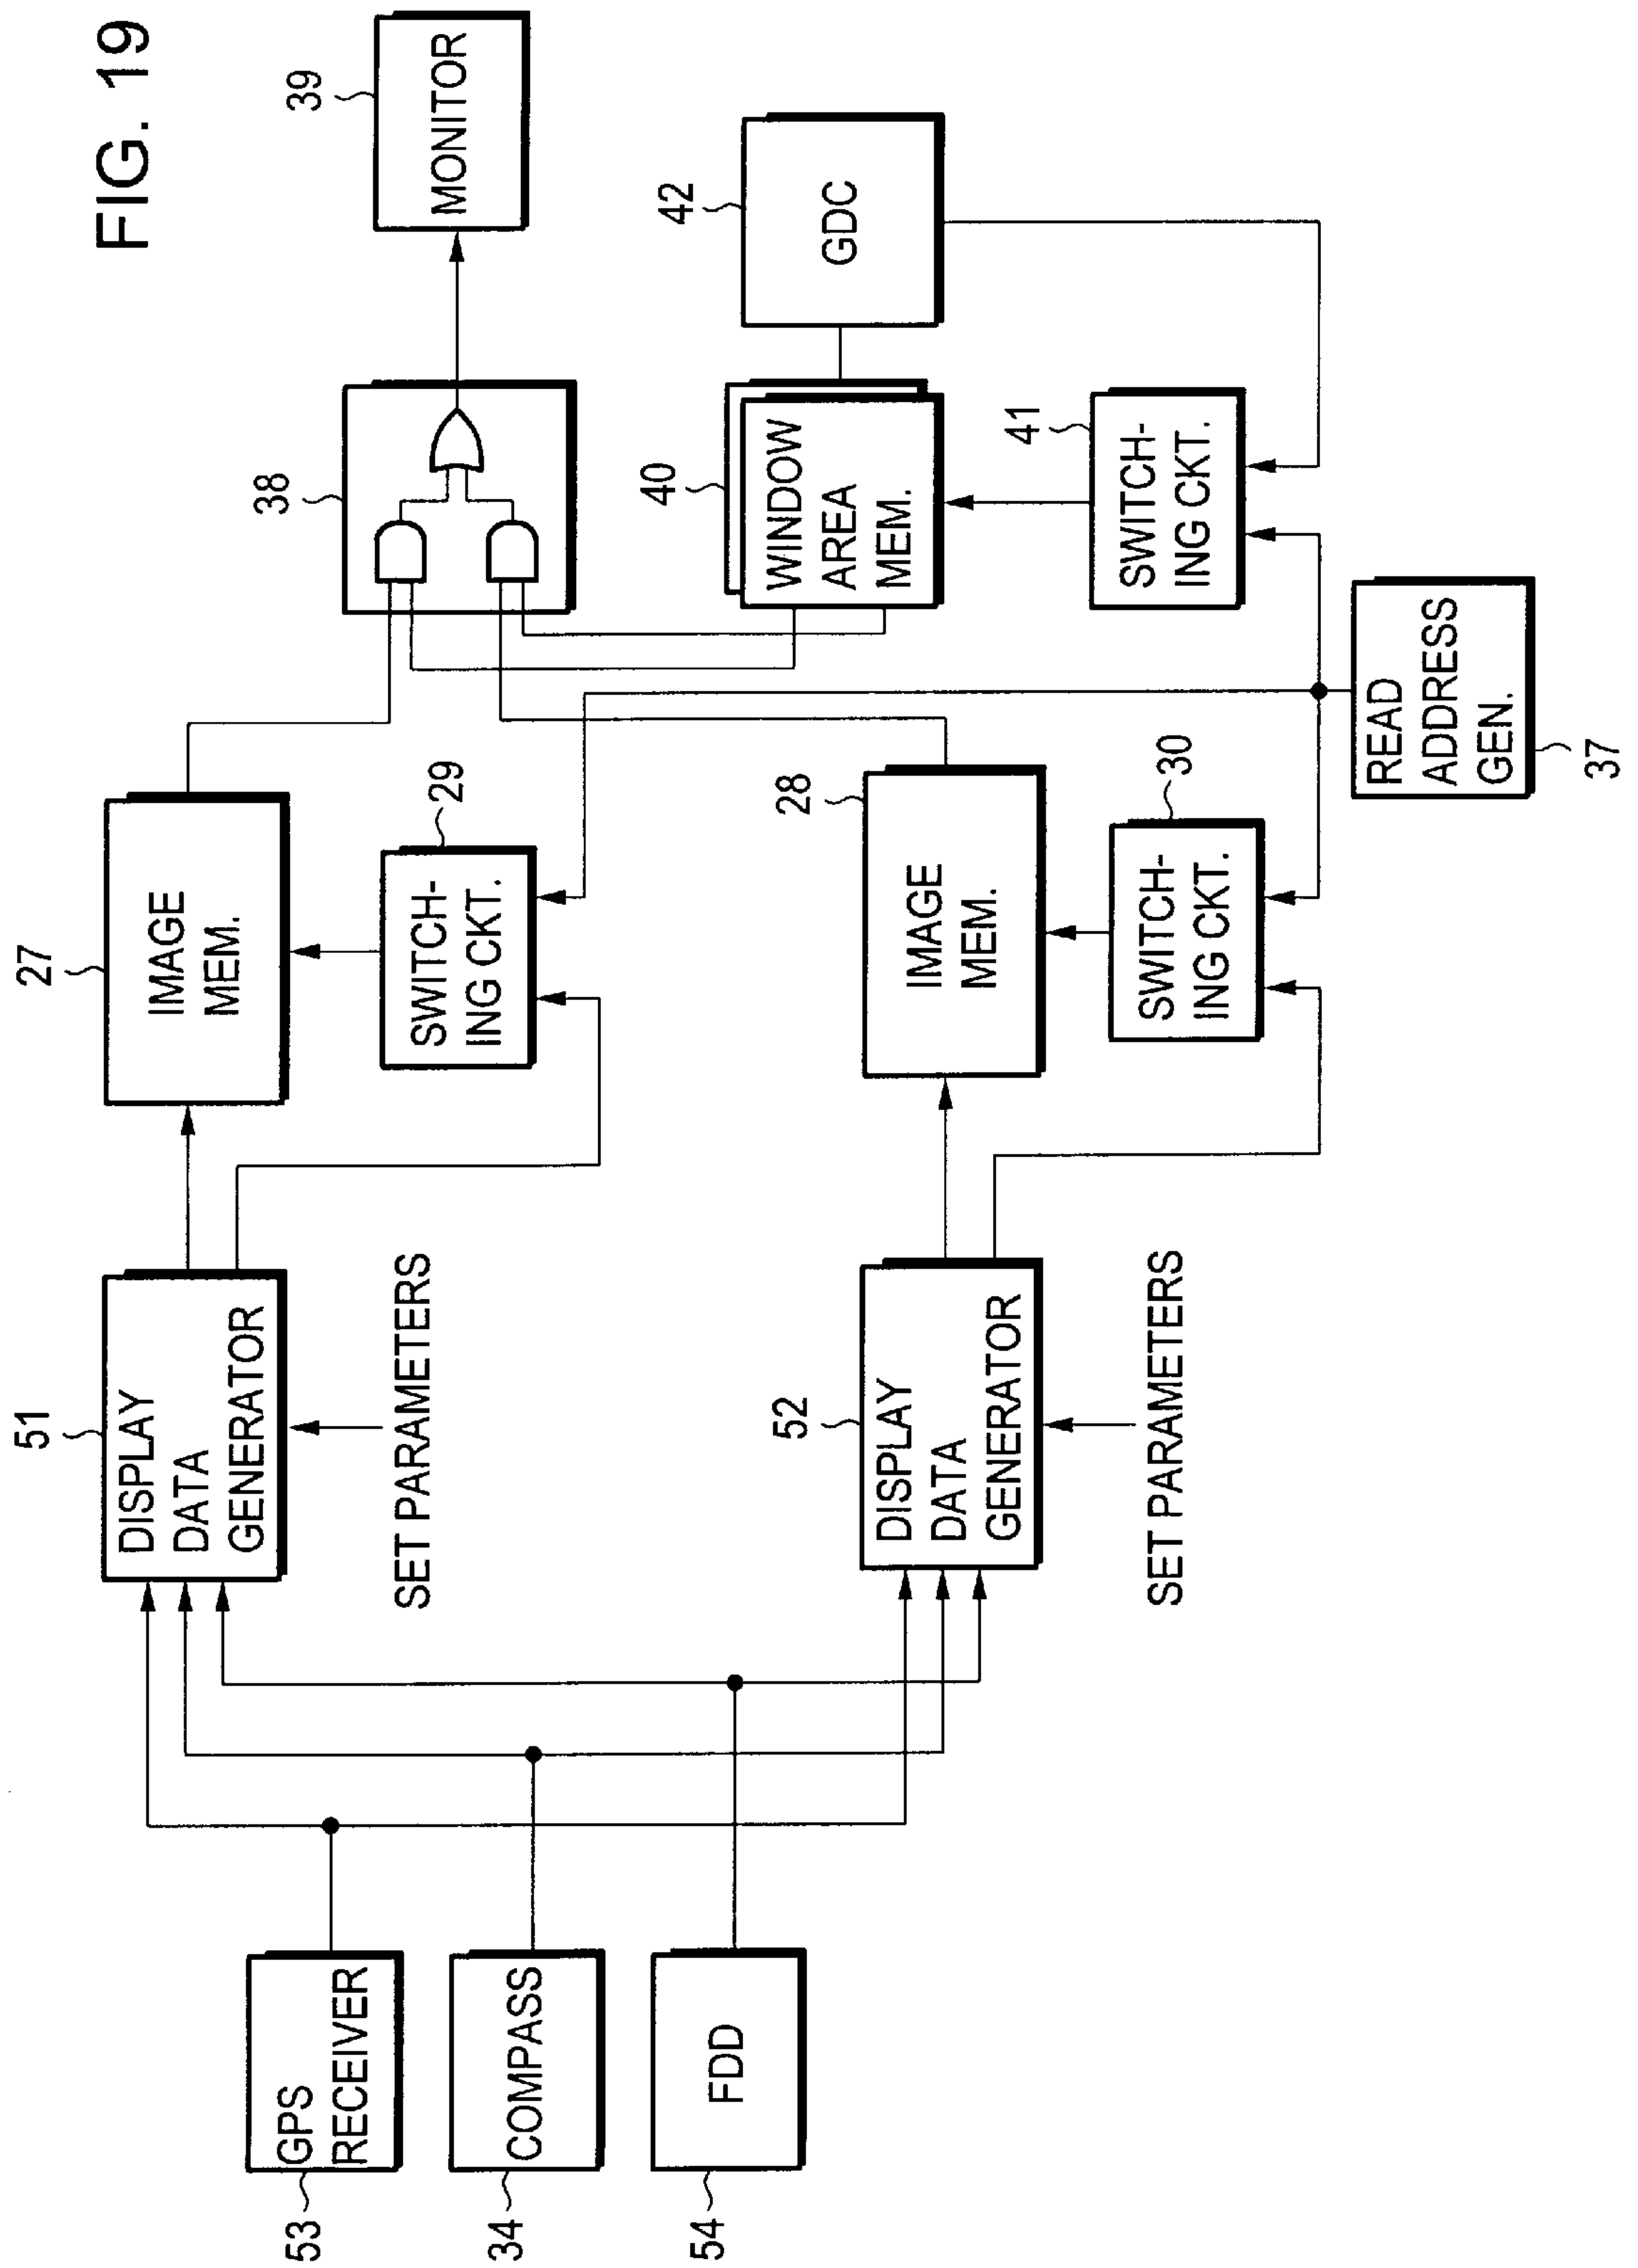 FIG. 19
53
GPS
RECEIVER
34
COMPASS
54
FDD
51
DISPLAY
DATA
GENERATOR
SET PARAMETERS
52
DISPLAY
DATA
GENERATOR
SET PARAMETERS
27
IMAGE
MEM.
29
SWITCH-
ING CKT.
28
IMAGE
MEM.
30
SWITCH-
ING CKT.
37
READ
ADDRESS
GEN.
38
40
WINDOW
AREA
MEM.
41
SWITCH-
ING CKT.
39
MONITOR
42
GDC